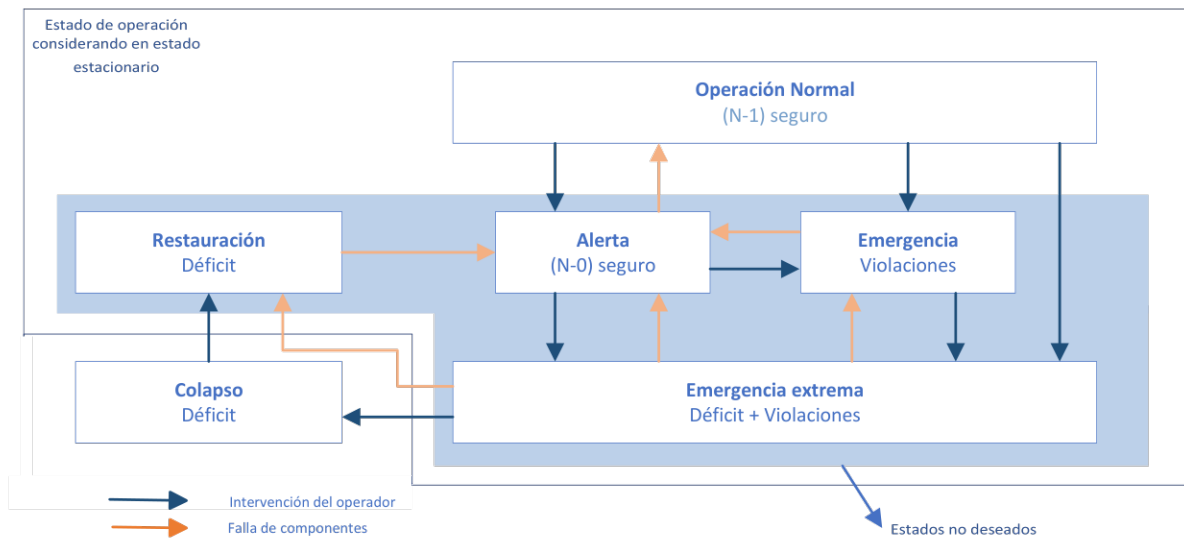 Estado de operación
considerando en estado
estacionario
Operación Normal
(N-1) seguro
Restauración
Déficit
Alerta
(N-0) seguro
Emergencia
Violaciones
Colapso
Déficit
Emergencia extrema
Déficit + Violaciones
Intervención del operador
Falla de componentes
Estados no deseados